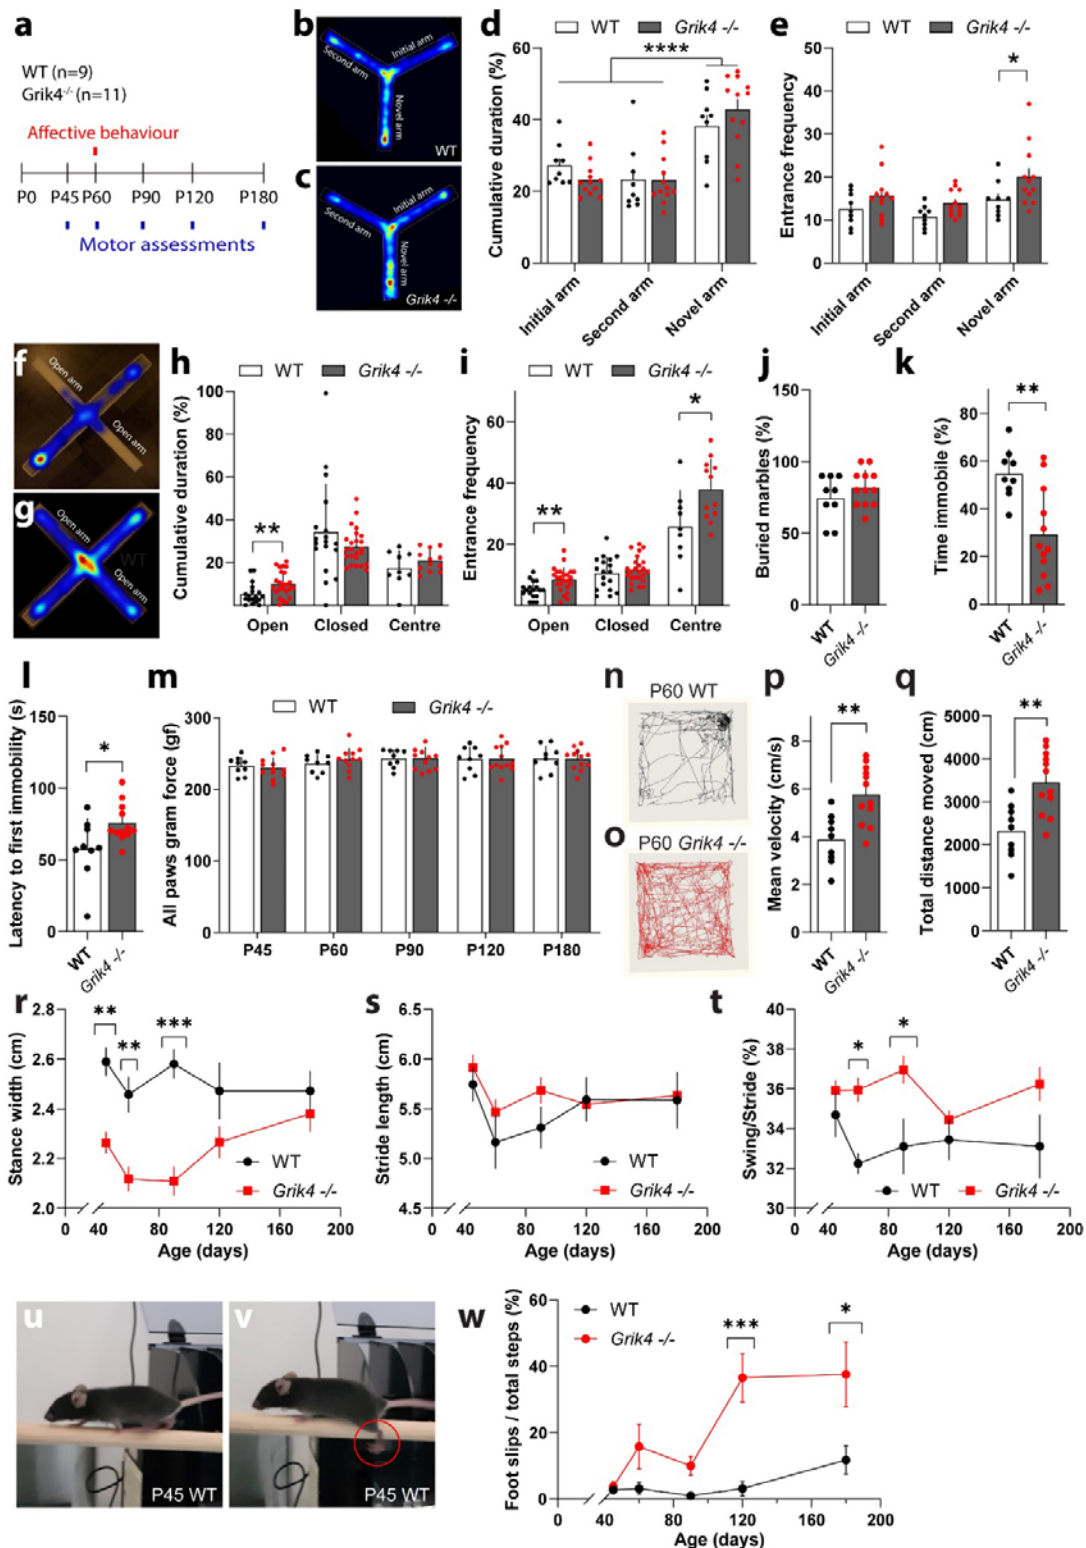 a
WT (n=9)
Grik4-/- (n=11)
Affective behaviour
P0 P45 P60 P90 P120 P180
Motor assessments
b
Second arm
Initial arm
Novel arm
WT
c
Second arm
Initial arm
Novel arm
Grik4 -/-
d
WT Grik4 -/-
Cumulative duration (%)
60
40
20
0
****
Initial arm Second arm Novel arm
e
WT Grik4 -/-
Entrance frequency
50
40
30
20
10
0
*
Initial arm Second arm Novel arm
f
Open arm
Open arm
g
Open arm
Open arm
WT
h
WT Grik4 -/-
Cumulative duration (%)
100
80
60
40
20
**
Open Closed Centre
i
WT Grik4 -/-
Entrance frequency
60
40
20
** *
Open Closed Centre
j
Buried marbles (%)
150
100
50
0
WT Grik4 -/-
k
Time immobile (%)
80
60
40
20
0
**
WT Grik4 -/-
l
Latency to first immobility (s)
150
100
50
0
*
WT Grik4 -/-
m
WT Grik4 -/-
All paws gram force (gf)
300
200
100
0
P45 P60 P90 P120 P180
n
P60 WT
o
P60 Grik4 -/-
p
Mean velocity (cm/s)
8
6
4
2
0
**
WT Grik4 -/-
q
Total distance moved (cm)
5000
4000
3000
2000
1000
0
**
WT Grik4 -/-
r
Stance width (cm)
2.8
2.6
2.4
2.2
2.0
** ** ***
WT
Grik4 -/-
0 40 80 120 160 200
Age (days)
s
Stride length (cm)
6.5
6.0
5.5
5.0
4.5
WT
Grik4 -/-
0 40 80 120 160 200
Age (days)
t
Swing/Stride (%)
40
38
36
34
32
30
* *
WT Grik4 -/-
0 40 80 120 160 200
Age (days)
u
P45 WT
v
P45 WT
w
WT
Grik4 -/-
Foot slips / total steps (%)
60
40
20
0
*** *
0 40 80 120 160 200
Age (days)